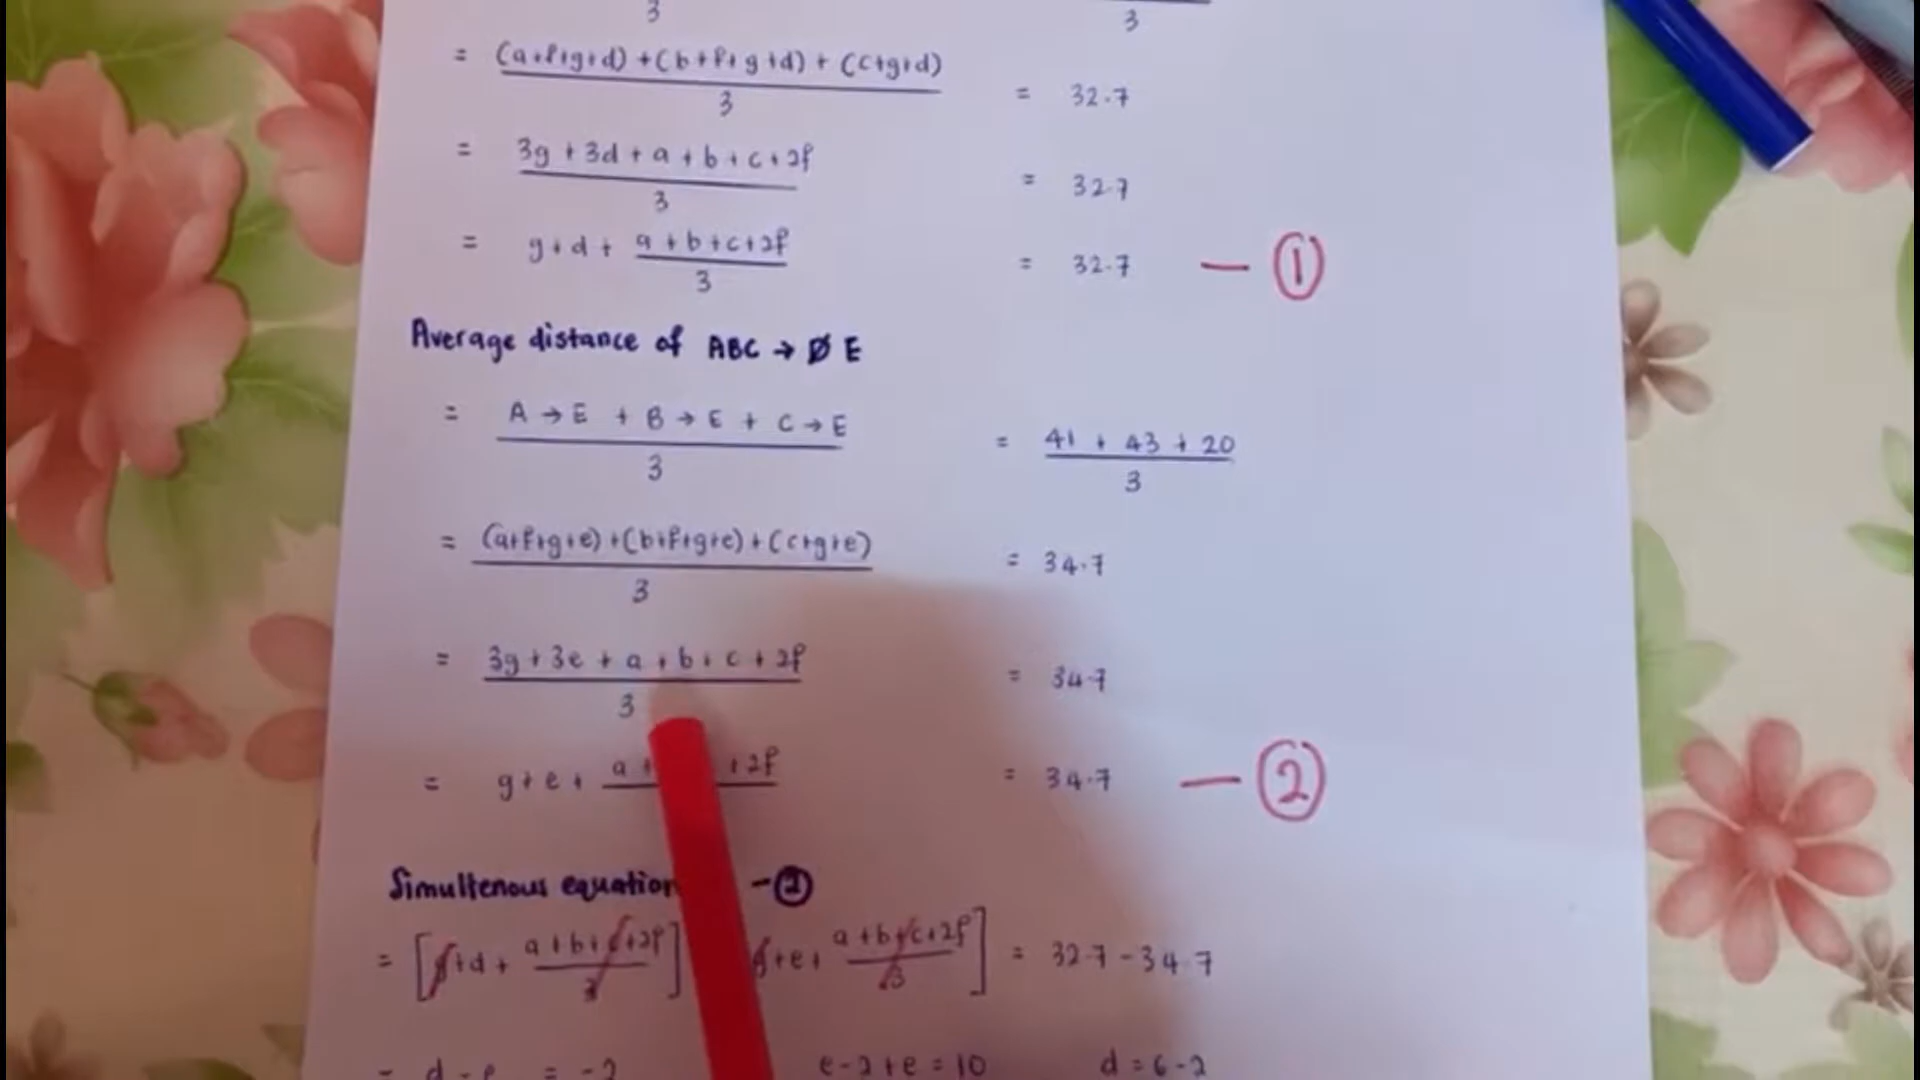 3 3
= (a+f+g+d) + (b+f+g+d) + (c+g+d) / 3 = 32.7
= 3g + 3d + a + b + c + 2f / 3 = 32.7
= g + d + a + b + c + 2f / 3 = 32.7 — ①
Average distance of ABC → E
= A → E + B → E + C → E / 3 = 41 + 43 + 20 / 3
= (a+f+g+e) + (b+f+g+e) + (c+g+e) / 3 = 34.7
= 3g + 3e + a + b + c + 2f / 3 = 34.7
= g + e + a + + 2f = 34.7 — ②
Simultenous equation - ②
= [g + d + a + b + c + 2f / 3] g + e + a + b + c + 2f / 3] = 32.7 - 34.7
= d - e = -2 e - 2 + e = 10 d = 6 - 2